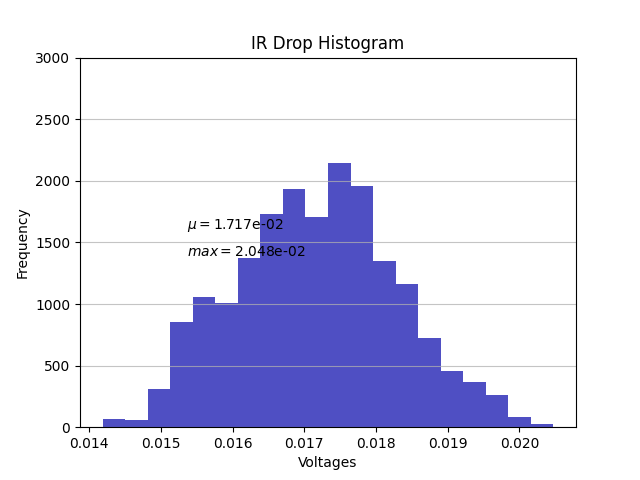 IR Drop Histogram
3000
2500
2000
1500
1000
500
0
Frequency
μ = 1.717e-02
max = 2.048e-02
0.014 0.015 0.016 0.017 0.018 0.019 0.020
Voltages